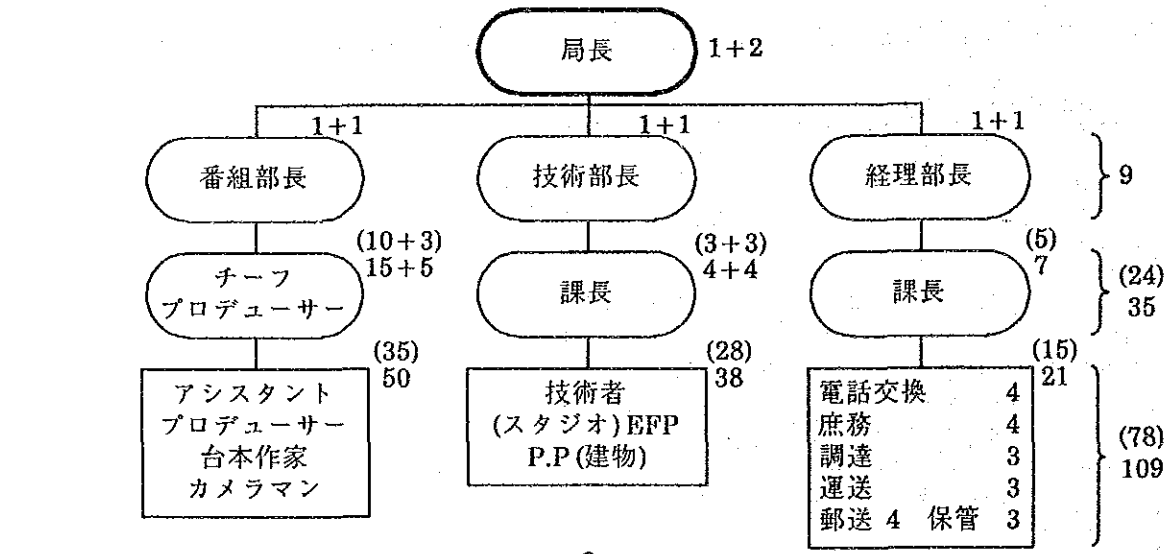 局長 1+2
1+1 1+1 1+1
番組部長 技術部長 経理部長 9
(10+3) (3+3) (5)
15+5 4+4 7
チーフ
プロデューサー 課長 課長 (24)
35
(35) (28) (15)
50 38 21
アシスタント
プロデューサー
台本作家
カメラマン
技術者
(スタジオ)EFP
P.P(建物)
電話交換 4
庶務 4
調達 3
運送 3
郵送 4 保管 3
(78)
109